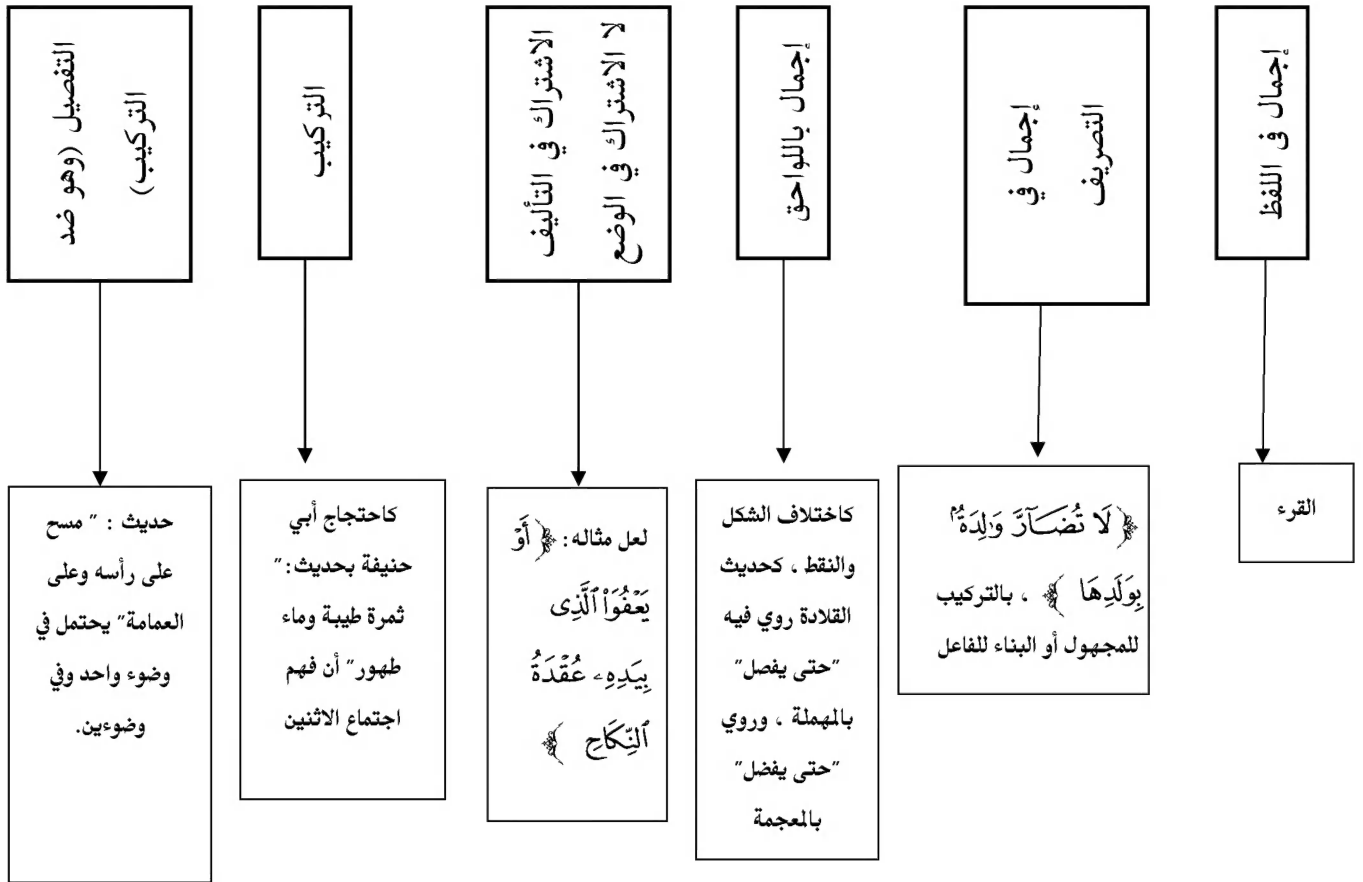 إجمال فى اللفظ
إجمال في
التصريف
إجمال باللواحق
الاشتراك في التأليف
لا الاشتراك في الوضع
التركيب
التفصيل (وهو ضد
التركيب)
القرء
﴿ لَا تُضَآرَّ وَٰلِدَةُۢ
بِوَلَدِهَا ﴾ ، بالتركيب
للمجهول أو البناء للفاعل
كاختلاف الشكل
والنقط ، كحديث
القلادة روي فيه
"حتى يفصل"
بالمهملة ، وروي
"حتى يفضل"
بالمعجمة
لعل مثاله: ﴿ أَوۡ
يَعۡفُوَاْ ٱلَّذِى
بِيَدِهِۦ عُقۡدَةُ
ٱلنِّكَاحِ ﴾
كاحتجاج أبي
حنيفة بحديث:"
ثمرة طيبة وماء
طهور" أن فهم
اجتماع الاثنين
حديث : " مسح
على رأسه وعلى
العمامة" يحتمل في
وضوء واحد وفي
وضوءين.